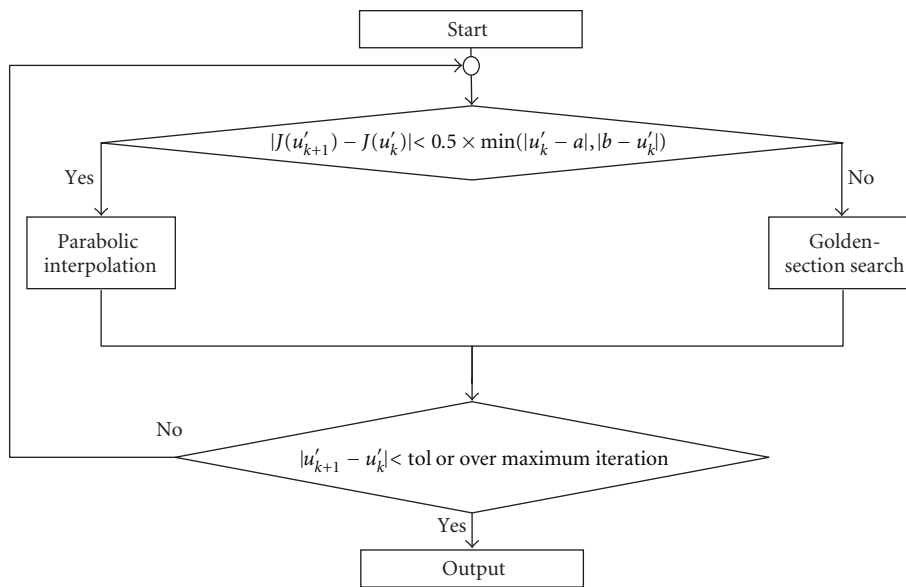 Start
|J(u′ₖ₊₁) − J(u′ₖ)| < 0.5 × min(|u′ₖ − a|, |b − u′ₖ|)
Yes
No
Parabolic
interpolation
Golden-
section search
No
|u′ₖ₊₁ − u′ₖ| < tol or over maximum iteration
Yes
Output